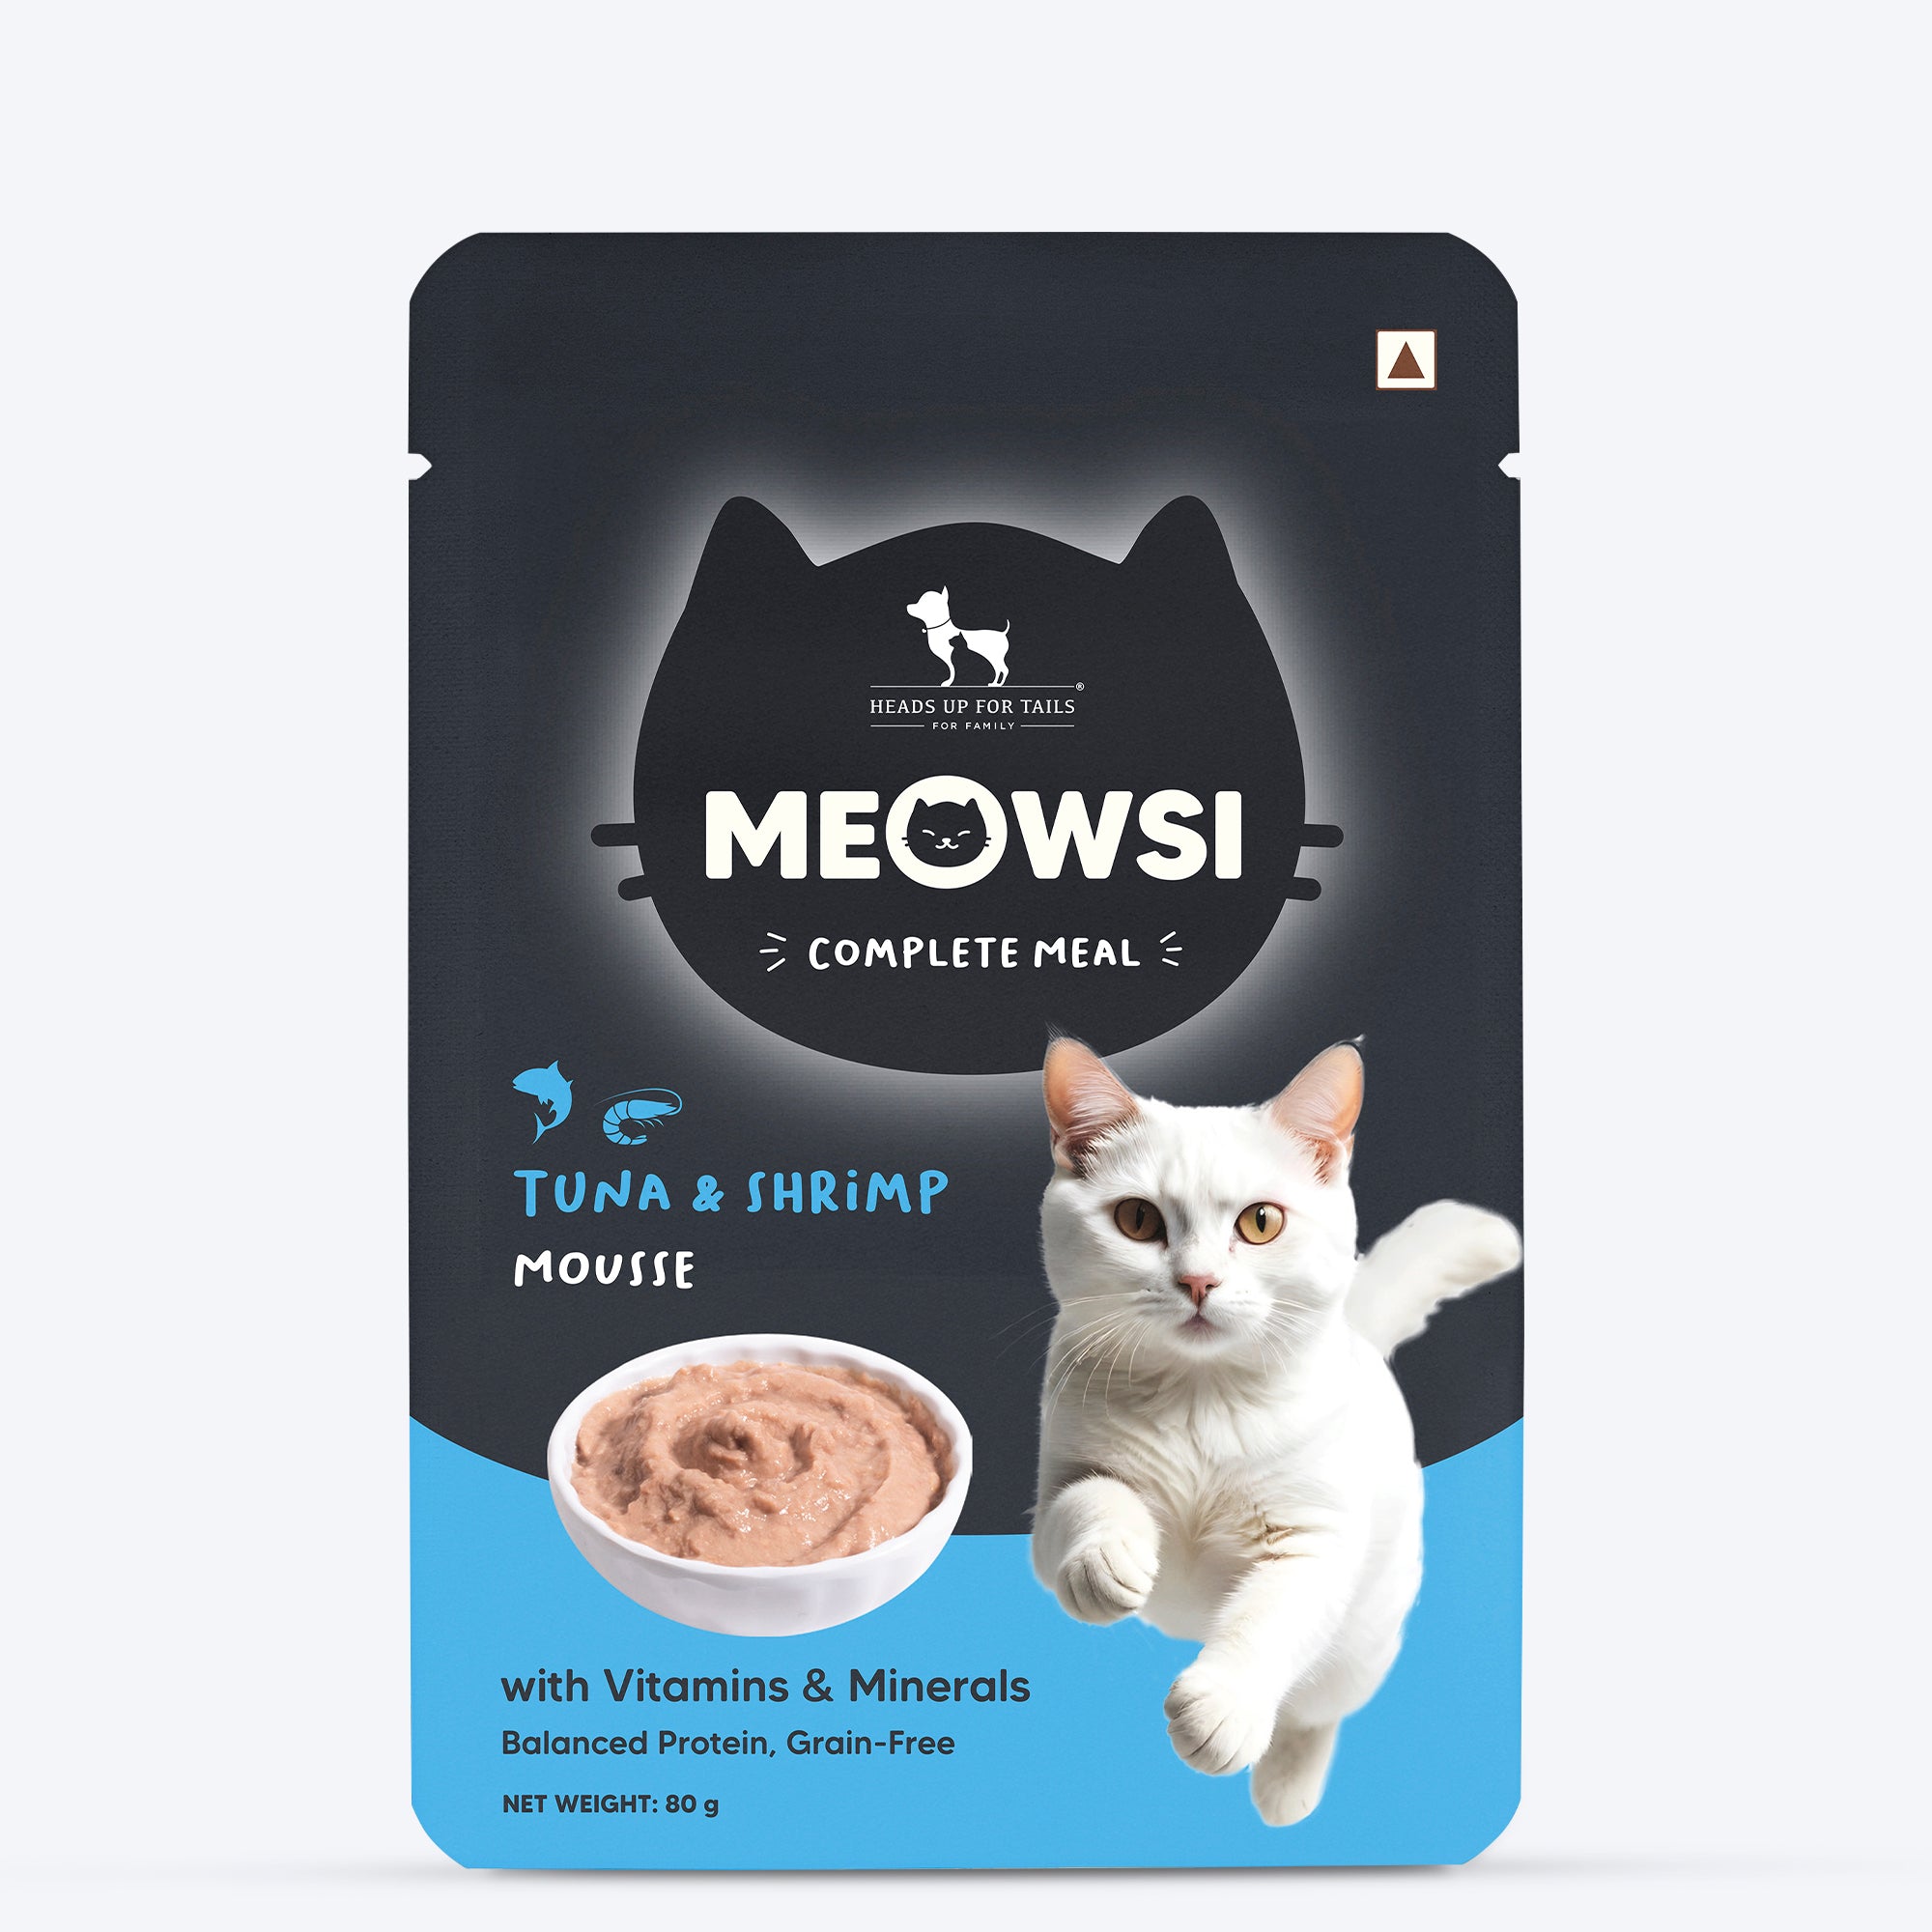 HEADS UP FOR TAILS®
FOR FAMILY
MEOWSI
COMPLETE MEAL
TUNA & SHRiMP
MOUSSE
with Vitamins & Minerals
Balanced Protein, Grain-Free
NET WEIGHT: 80 g